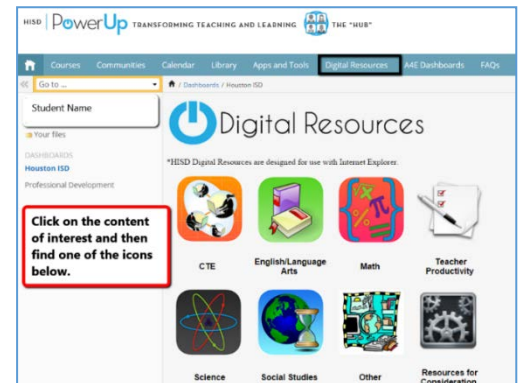 HISD PowerUp TRANSFORMING TEACHING AND LEARNING THE "HUB"
Courses Communities Calendar Library Apps and Tools Digital Resources A4E Dashboards FAQs
Go to ... / Dashboards / Houston ISD
Student Name
Your files
DASHBOARDS
Houston ISD
Professional Development
Click on the content
of interest and then
find one of the icons
below.
Digital Resources
*HISD Digital Resources are designed for use with Internet Explorer.
CTE
English/Language
Arts
Math
Teacher
Productivity
Science
Social Studies
Other
Resources for
Consideration